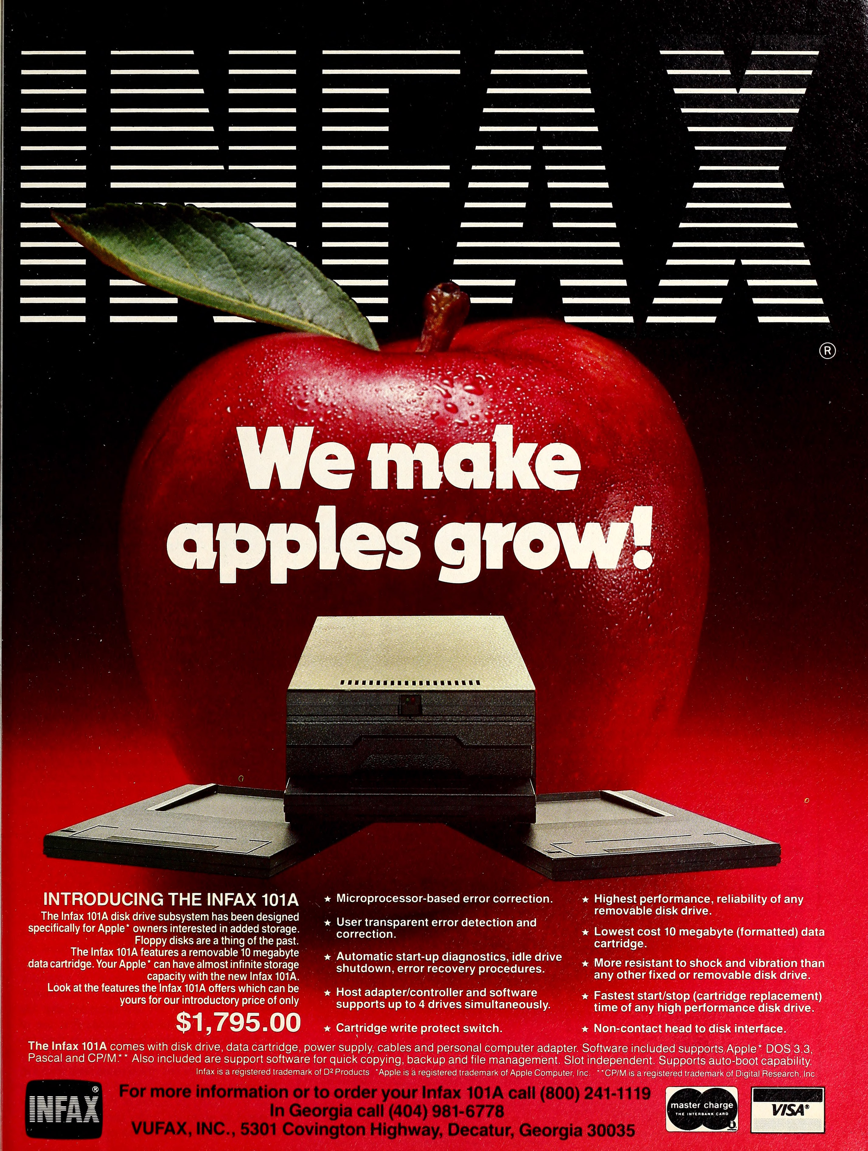 INFAX
®
We make
apples grow!
INTRODUCING THE INFAX 101A
The Infax 101A disk drive subsystem has been designed
specifically for Apple* owners interested in added storage.
Floppy disks are a thing of the past.
The Infax 101A features a removable 10 megabyte
data cartridge. Your Apple* can have almost infinite storage
capacity with the new Infax 101A.
Look at the features the Infax 101A offers which can be
yours for our introductory price of only
$1,795.00
★ Microprocessor-based error correction.
★ User transparent error detection and
correction.
★ Automatic start-up diagnostics, idle drive
shutdown, error recovery procedures.
★ Host adapter/controller and software
supports up to 4 drives simultaneously.
★ Cartridge write protect switch.
★ Highest performance, reliability of any
removable disk drive.
★ Lowest cost 10 megabyte (formatted) data
cartridge.
★ More resistant to shock and vibration than
any other fixed or removable disk drive.
★ Fastest start/stop (cartridge replacement)
time of any high performance disk drive.
★ Non-contact head to disk interface.
The Infax 101A comes with disk drive, data cartridge, power supply, cables and personal computer adapter. Software included supports Apple* DOS 3.3,
Pascal and CP/M.** Also included are support software for quick copying, backup and file management. Slot independent. Supports auto-boot capability.
Infax is a registered trademark of D² Products *Apple is a registered trademark of Apple Computer, Inc. **CP/M is a registered trademark of Digital Research, Inc.
INFAX®
For more information or to order your Infax 101A call (800) 241-1119
In Georgia call (404) 981-6778
VUFAX, INC., 5301 Covington Highway, Decatur, Georgia 30035
master charge
THE INTERBANK CARD
VISA®